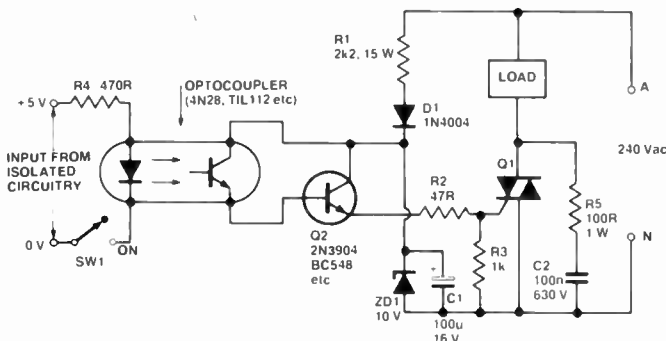 R4 470R
+5 V
INPUT FROM
ISOLATED
CIRCUITRY
0 V
SW1
ON
OPTOCOUPLER
(4N28, TIL112 etc)
R1
2k2, 15 W
D1
1N4004
Q2
2N3904
BC548
etc
R2
47R
R3
1k
ZD1
10 V
+
C1
100u
16 V
LOAD
Q1
R5
100R
1 W
C2
100n
630 V
A
240 Vac
N